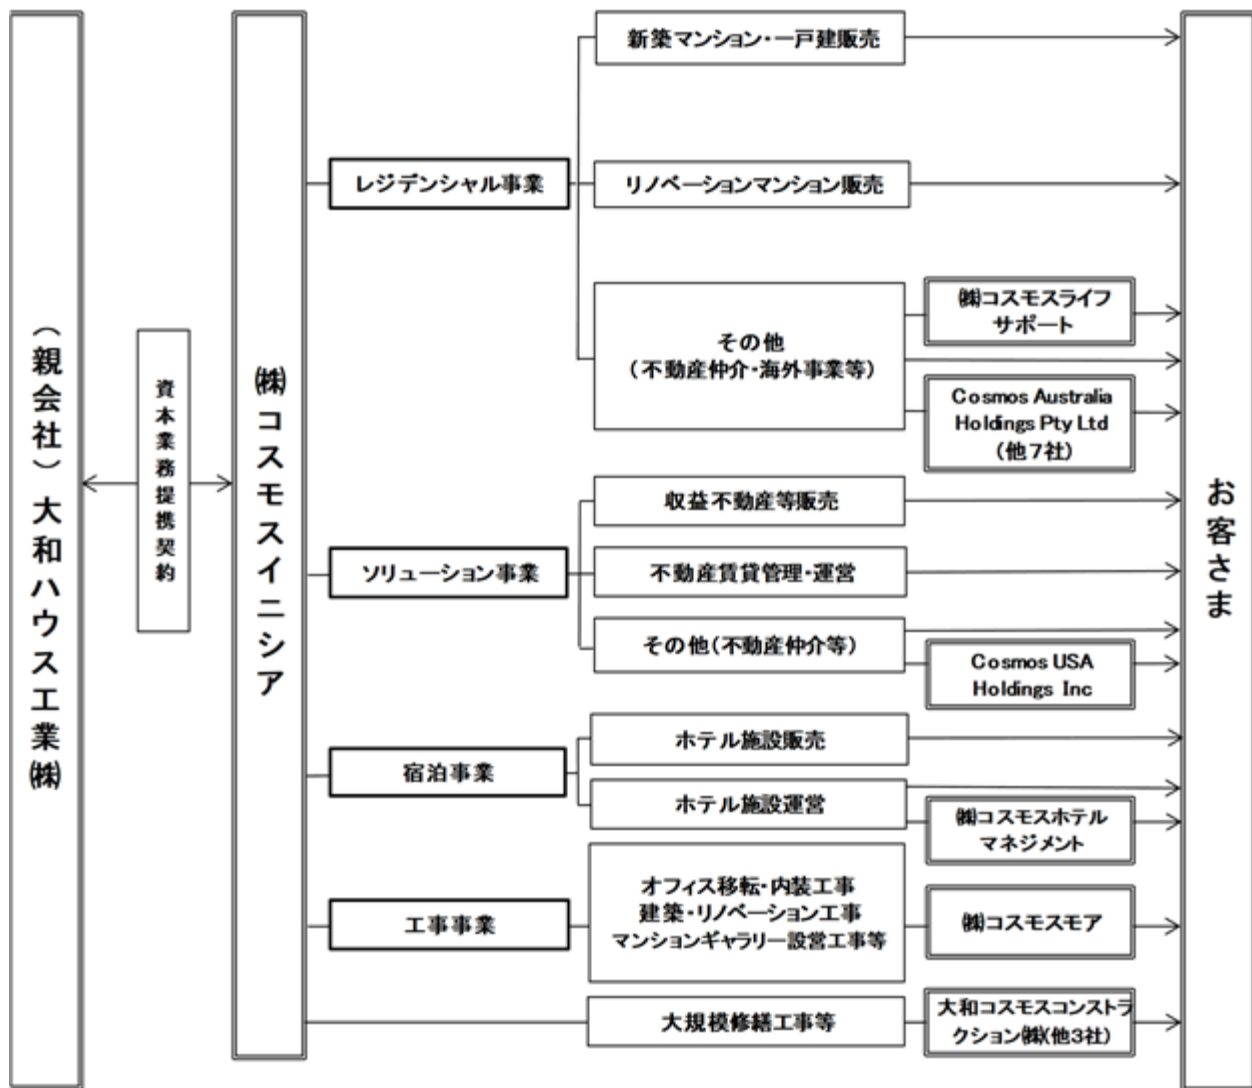 （親会社）大和ハウス工業㈱
資本業務提携契約
㈱コスモスイニシア
レジデンシャル事業
新築マンション・一戸建販売
リノベーションマンション販売
その他
（不動産仲介・海外事業等）
㈱コスモスライフ
サポート
Cosmos Australia
Holdings Pty Ltd
（他７社）
ソリューション事業
収益不動産等販売
不動産賃貸管理・運営
その他（不動産仲介等）
Cosmos USA
Holdings Inc
宿泊事業
ホテル施設販売
ホテル施設運営
㈱コスモスホテル
マネジメント
工事事業
オフィス移転・内装工事
建築・リノベーション工事
マンションギャラリー設営工事等
㈱コスモスモア
大規模修繕工事等
大和コスモスコンストラ
クション㈱(他3社)
お客さま